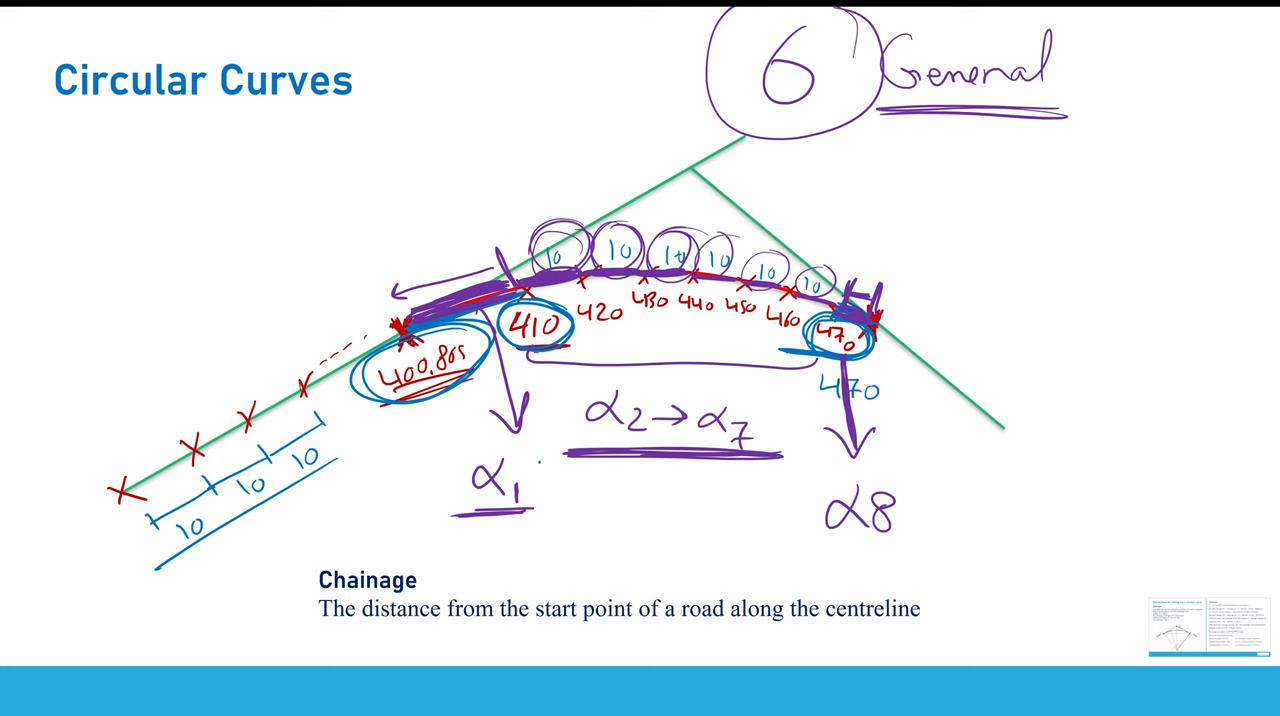 Circular Curves
6 General
10 10 10 10 10 10
400.805 410 420 430 440 450 460 470
470
α2 → α7
α1
α8
10 10 10
Chainage
The distance from the start point of a road along the centreline